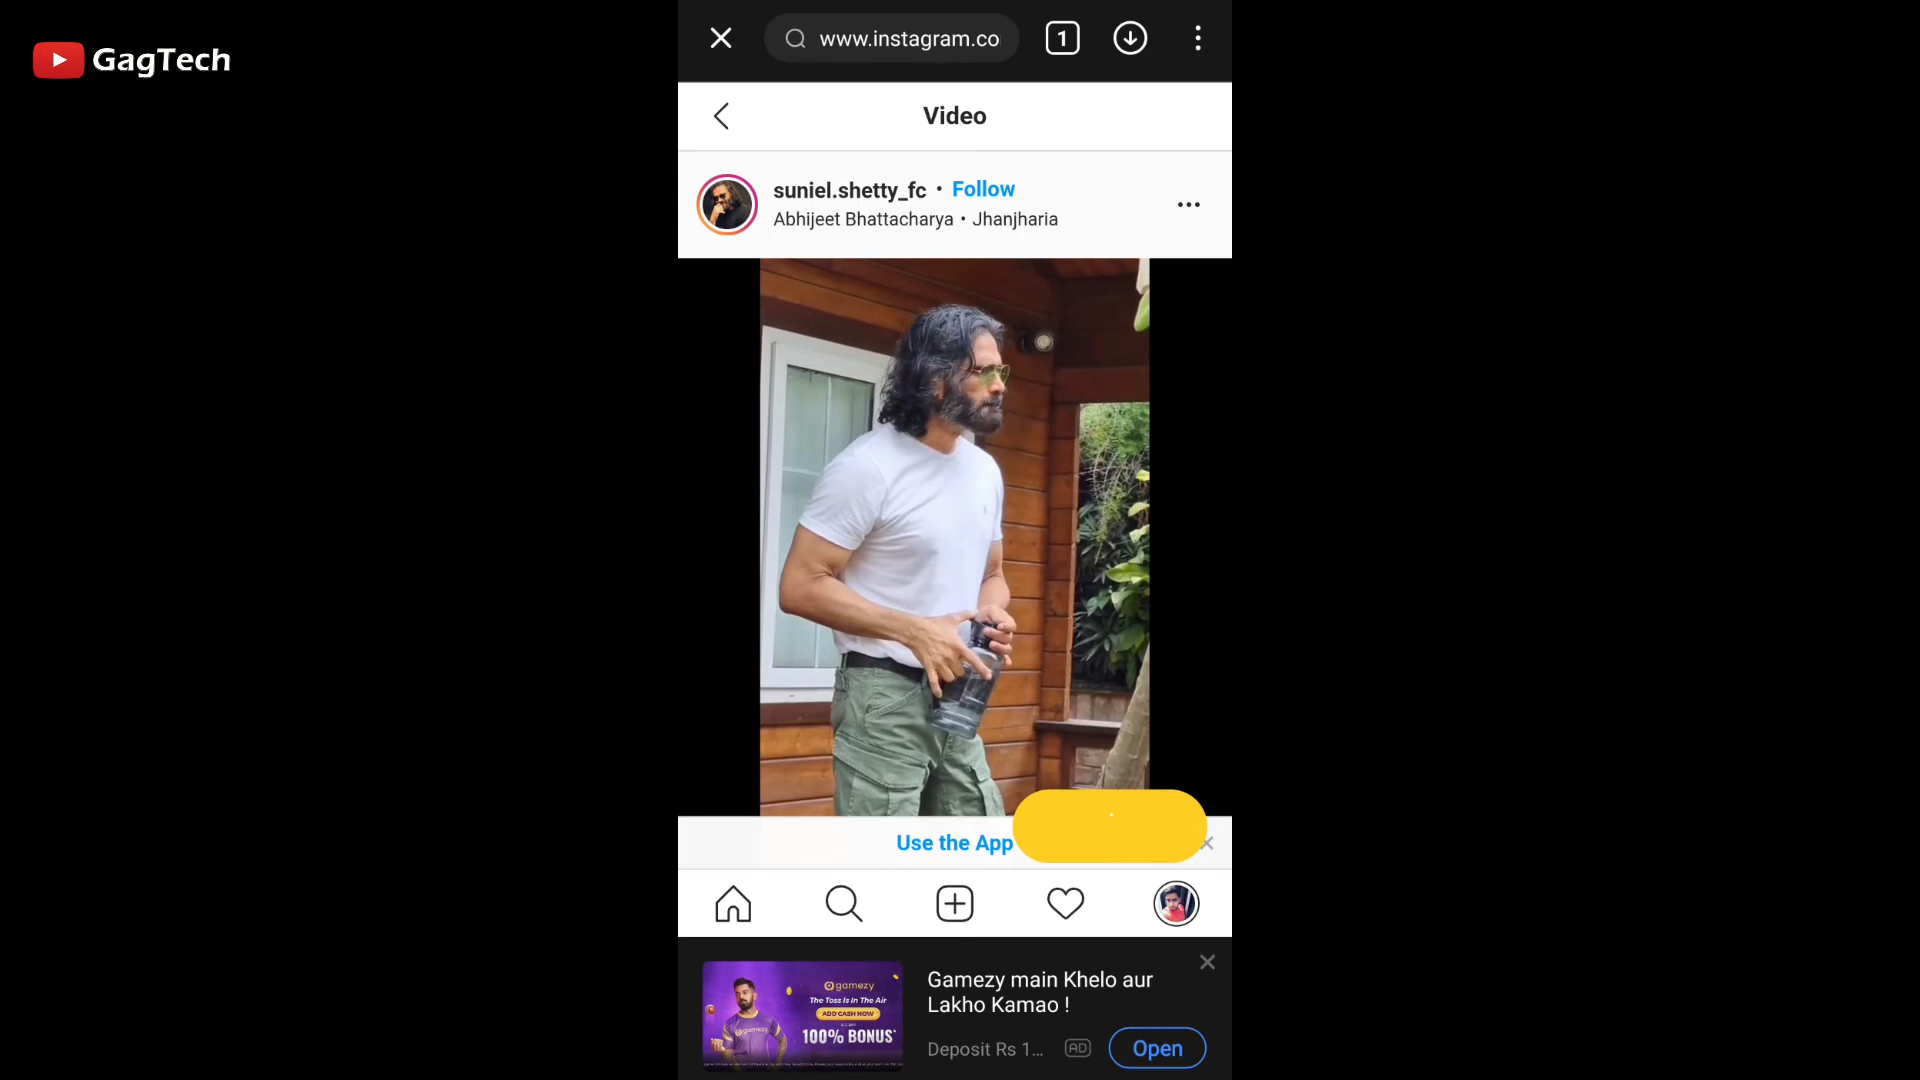 GagTech
www.instagram.co
1
Video
suniel.shetty_fc • Follow
Abhijeet Bhattacharya • Jhanjharia
Use the App
gamezy
The Toss Is In The Air
ADD CASH NOW
100% BONUS*
gamezy
Gamezy main Khelo aur
Lakho Kamao !
Deposit Rs 1...
AD
Open